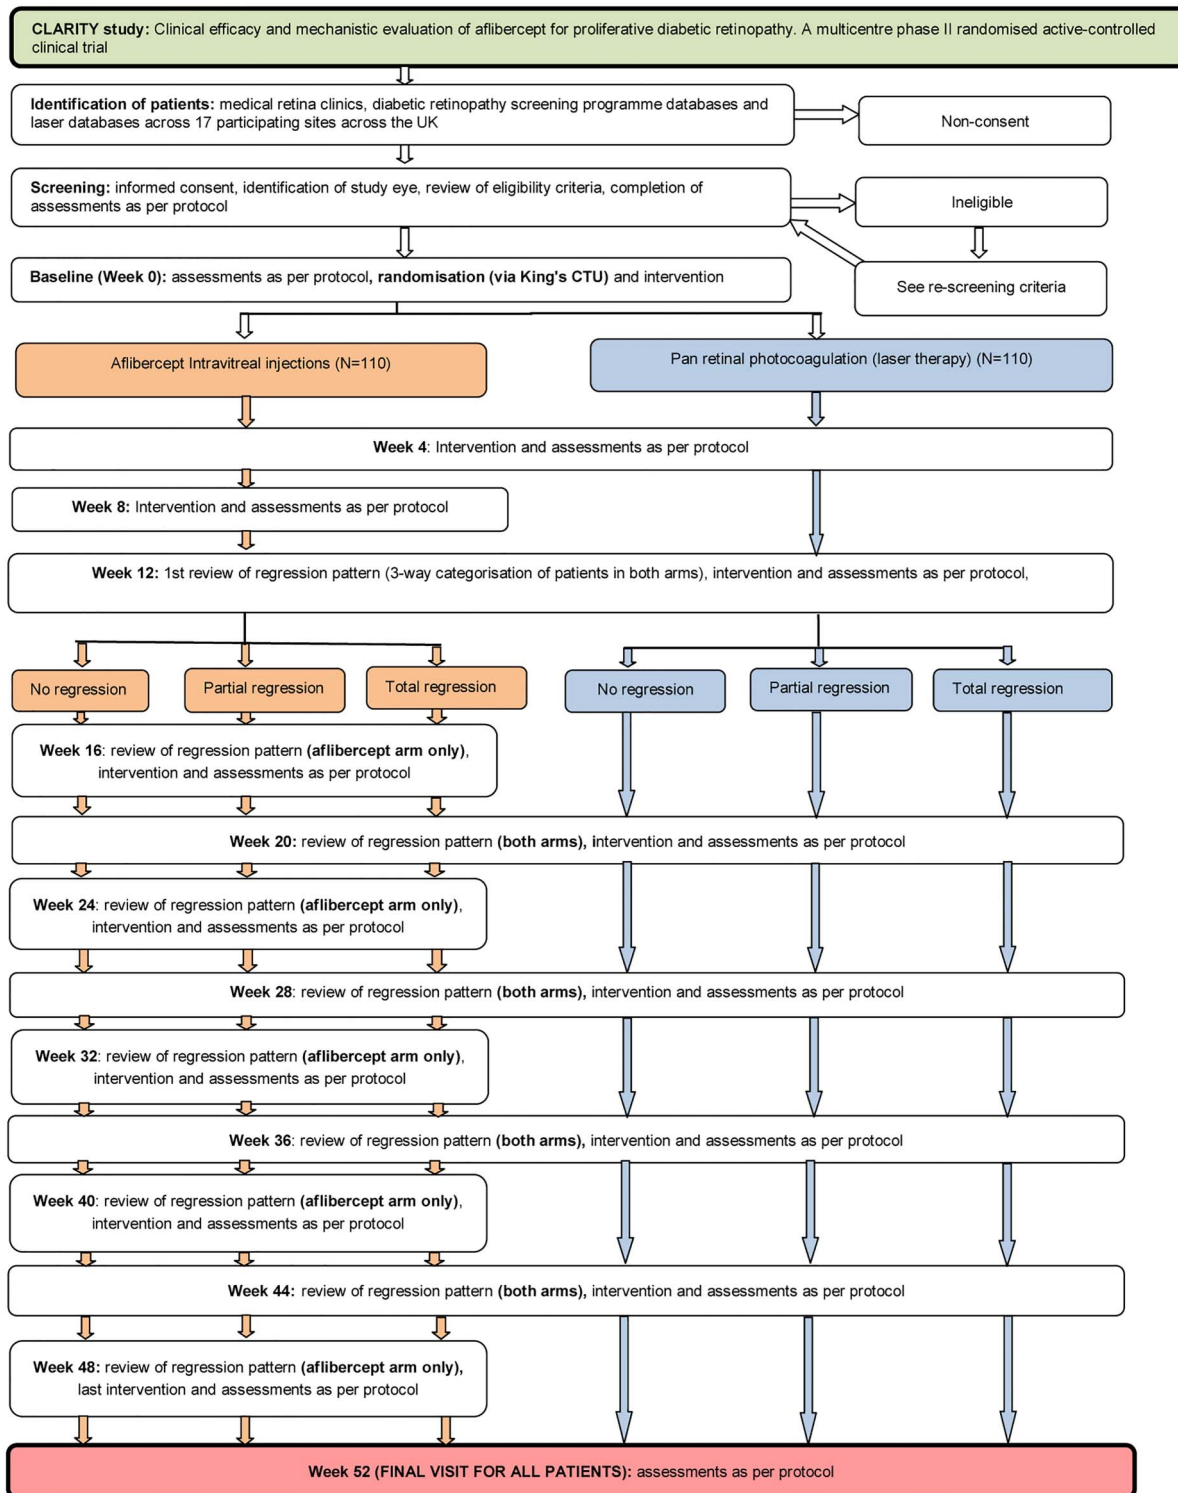 CLARITY study: Clinical efficacy and mechanistic evaluation of aflibercept for proliferative diabetic retinopathy. A multicentre phase II randomised active-controlled
clinical trial
Identification of patients: medical retina clinics, diabetic retinopathy screening programme databases and
laser databases across 17 participating sites across the UK
Non-consent
Screening: informed consent, identification of study eye, review of eligibility criteria, completion of
assessments as per protocol
Ineligible
Baseline (Week 0): assessments as per protocol, randomisation (via King's CTU) and intervention
See re-screening criteria
Aflibercept Intravitreal injections (N=110)
Pan retinal photocoagulation (laser therapy) (N=110)
Week 4: Intervention and assessments as per protocol
Week 8: Intervention and assessments as per protocol
Week 12: 1st review of regression pattern (3-way categorisation of patients in both arms), intervention and assessments as per protocol,
No regression
Partial regression
Total regression
No regression
Partial regression
Total regression
Week 16: review of regression pattern (aflibercept arm only),
intervention and assessments as per protocol
Week 20: review of regression pattern (both arms), intervention and assessments as per protocol
Week 24: review of regression pattern (aflibercept arm only),
intervention and assessments as per protocol
Week 28: review of regression pattern (both arms), intervention and assessments as per protocol
Week 32: review of regression pattern (aflibercept arm only),
intervention and assessments as per protocol
Week 36: review of regression pattern (both arms), intervention and assessments as per protocol
Week 40: review of regression pattern (aflibercept arm only),
intervention and assessments as per protocol
Week 44: review of regression pattern (both arms), intervention and assessments as per protocol
Week 48: review of regression pattern (aflibercept arm only),
last intervention and assessments as per protocol
Week 52 (FINAL VISIT FOR ALL PATIENTS): assessments as per protocol